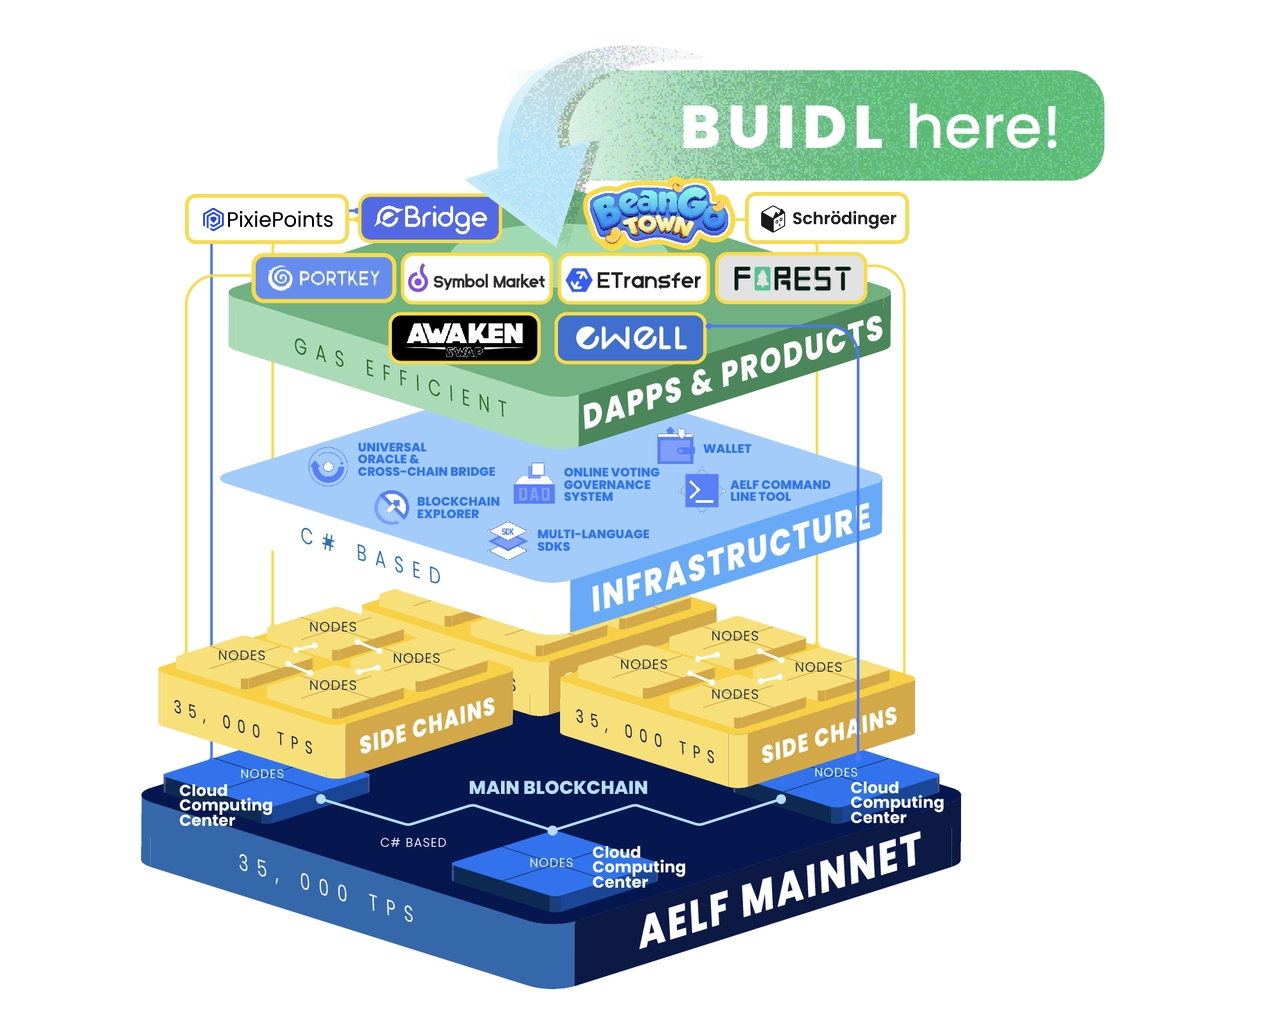 BUIDL here!
PixiePoints
eBridge
BeanGo
TOWN
Schrödinger
PORTKEY
Symbol Market
ETransfer
FOREST
AWAKEN
SWAP
ewell
GAS EFFICIENT
DAPPS & PRODUCTS
UNIVERSAL
ORACLE &
CROSS-CHAIN BRIDGE
WALLET
ONLINE VOTING
GOVERNANCE
SYSTEM
DAO
AELF COMMAND
LINE TOOL
BLOCKCHAIN
EXPLORER
SDK
MULTI-LANGUAGE
SDKS
C# BASED
INFRASTRUCTURE
NODES
NODES
NODES
NODES
35, 000 TPS
SIDE CHAINS
S
NODES
NODES
NODES
NODES
35, 000 TPS
SIDE CHAINS
NODES
Cloud
Computing
Center
MAIN BLOCKCHAIN
C# BASED
NODES
Cloud
Computing
Center
NODES
Cloud
Computing
Center
35, 000 TPS
AELF MAINNET